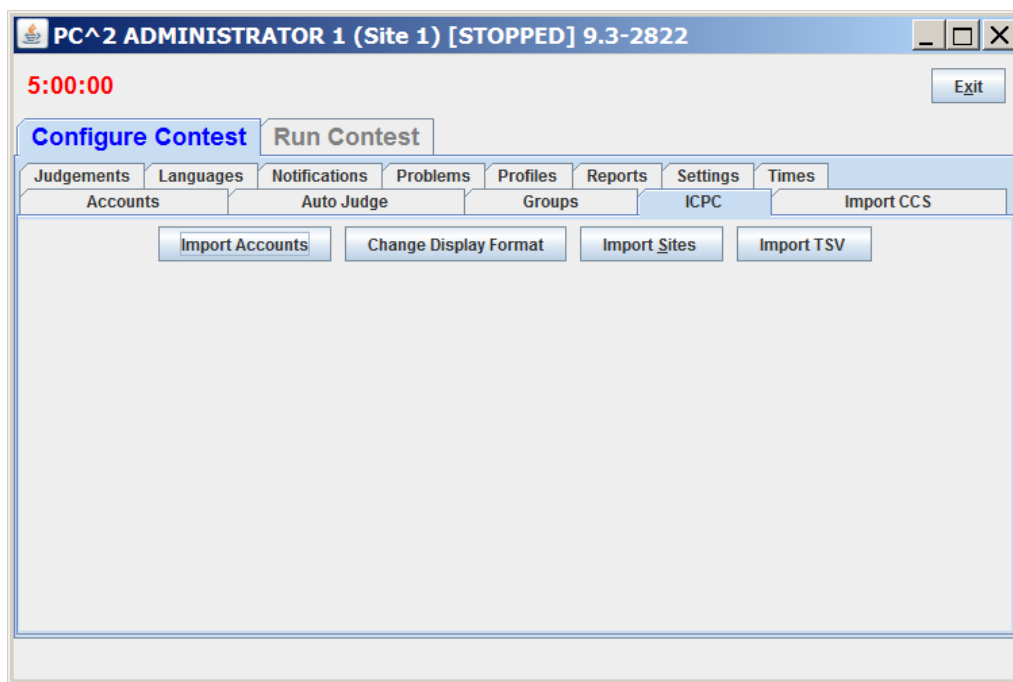 PC^2 ADMINISTRATOR 1 (Site 1) [STOPPED] 9.3-2822
5:00:00 Exit
Configure Contest Run Contest
Judgements Languages Notifications Problems Profiles Reports Settings Times
Accounts Auto Judge Groups ICPC Import CCS
Import Accounts Change Display Format Import Sites Import TSV